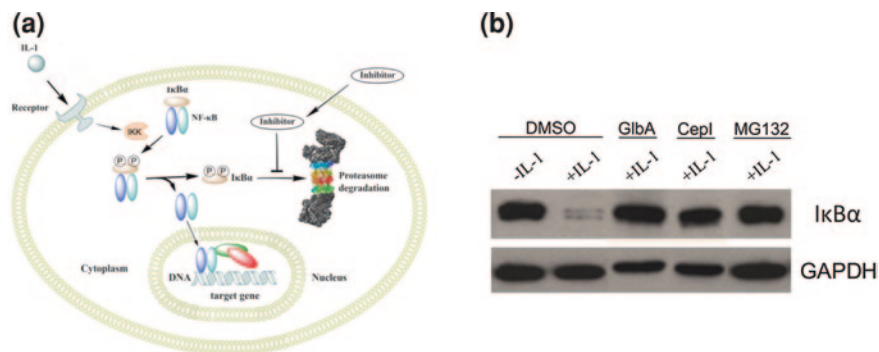 (a)
IL-1
Receptor
IKK
IκBα
NF-κB
P P
P P IκBα
Inhibitor
Inhibitor
Proteasome
degradation
Cytoplasm
DNA
target gene
Nucleus
(b)
DMSO GlbA CepI MG132
-IL-1 +IL-1 +IL-1 +IL-1 +IL-1
IκBα
GAPDH